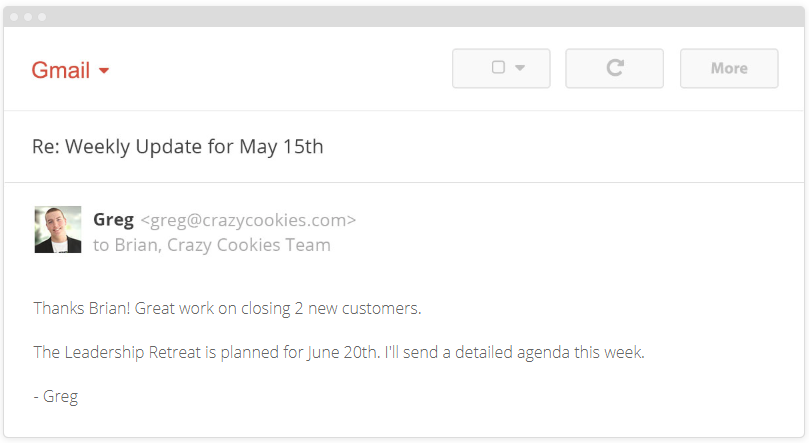 Gmail
More
Re: Weekly Update for May 15th
Greg <greg@crazycookies.com>
to Brian, Crazy Cookies Team
Thanks Brian! Great work on closing 2 new customers.
The Leadership Retreat is planned for June 20th. I'll send a detailed agenda this week.
- Greg